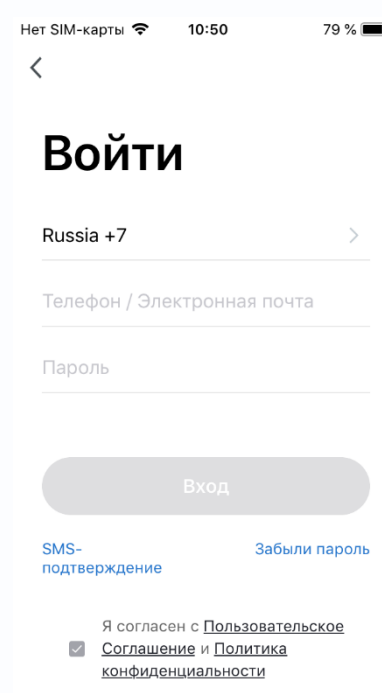 Нет SIM-карты 10:50 79 %
Войти
Russia +7
Телефон / Электронная почта
Пароль
Вход
SMS-
подтверждение
Забыли пароль
Я согласен с Пользовательское
Соглашение и Политика
конфиденциальности